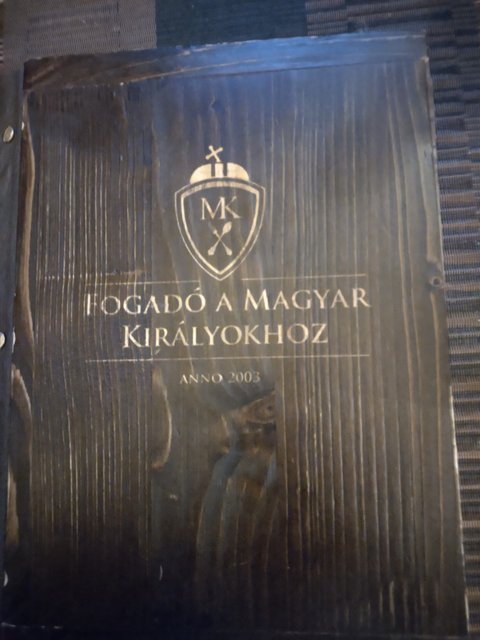 MK
FOGADÓ A MAGYAR
KIRÁLYOKHOZ
ANNO 2003